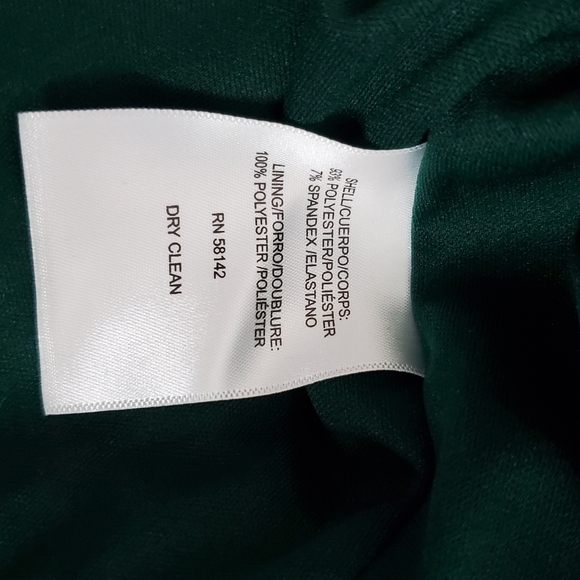 SHELL/CUERPO/CORPS:
93% POLYESTER/POLIÉSTER
7% SPANDEX /ELASTANO
LINING/FORRO/DOUBLURE:
100% POLYESTER /POLIÉSTER
RN 58142
DRY CLEAN